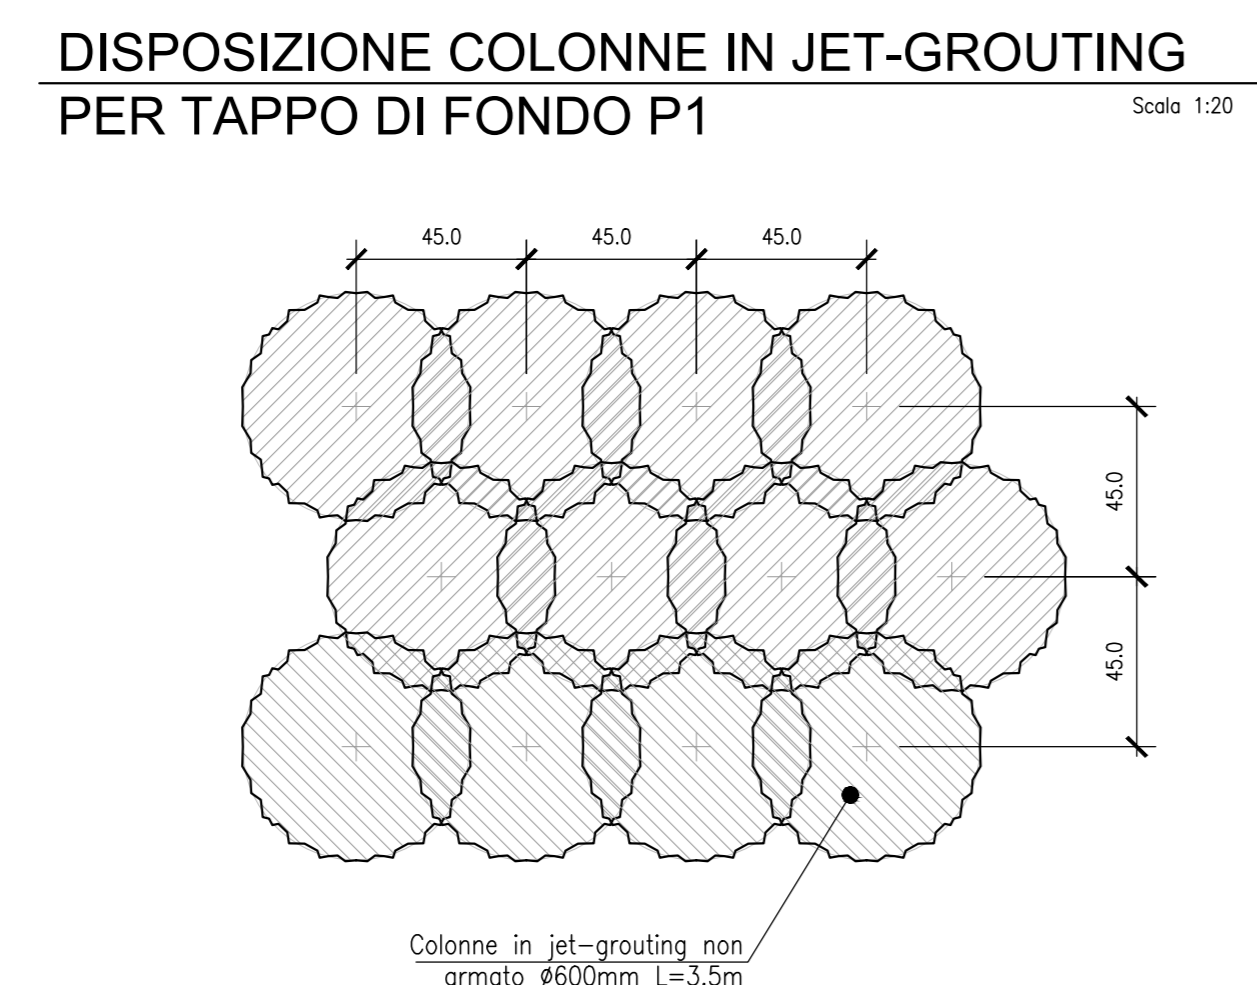 DISPOSIZIONE COLONNE IN JET-GROUTING
PER TAPPO DI FONDO P1
Scala 1:20
45.0 45.0 45.0
45.0
45.0
Colonne in jet-grouting non
armato Ø600mm L=3.5m